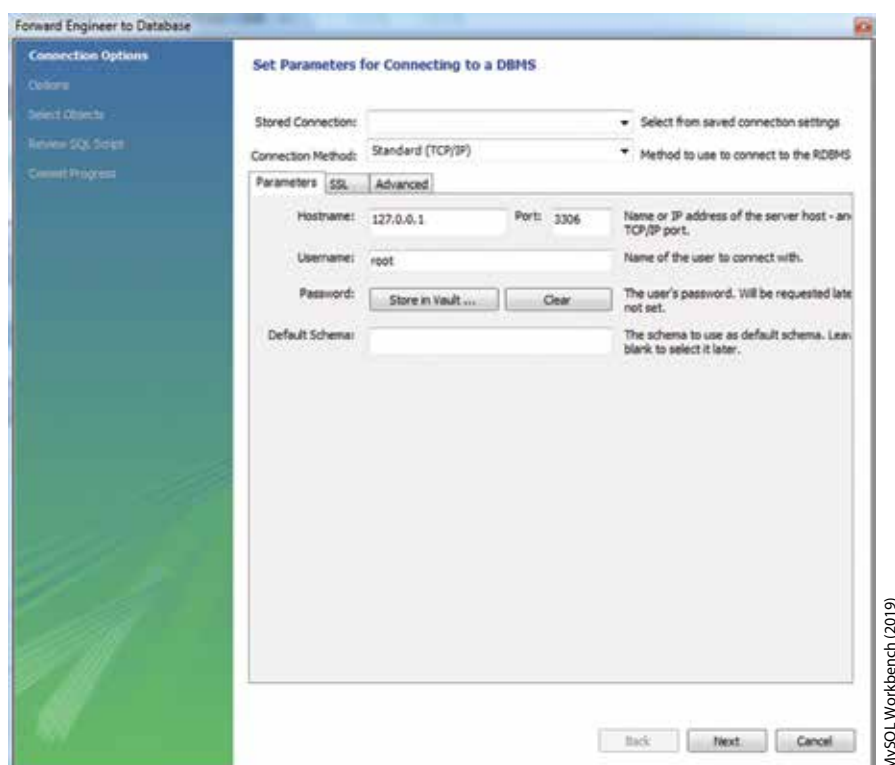 Forward Engineer to Database
Connection Options
Options
Select Objects
Review SQL Script
Commit Progress
Set Parameters for Connecting to a DBMS
Stored Connection: Select from saved connection settings
Connection Method: Standard (TCP/IP) Method to use to connect to the RDBMS
Parameters SSL Advanced
Hostname: 127.0.0.1 Port: 3306 Name or IP address of the server host - an
TCP/IP port.
Username: root Name of the user to connect with.
Password: Store in Vault ... Clear The user's password. Will be requested late
not set.
Default Schema: The schema to use as default schema. Leav
blank to select it later.
Back Next Cancel
MySQL Workbench (2019)